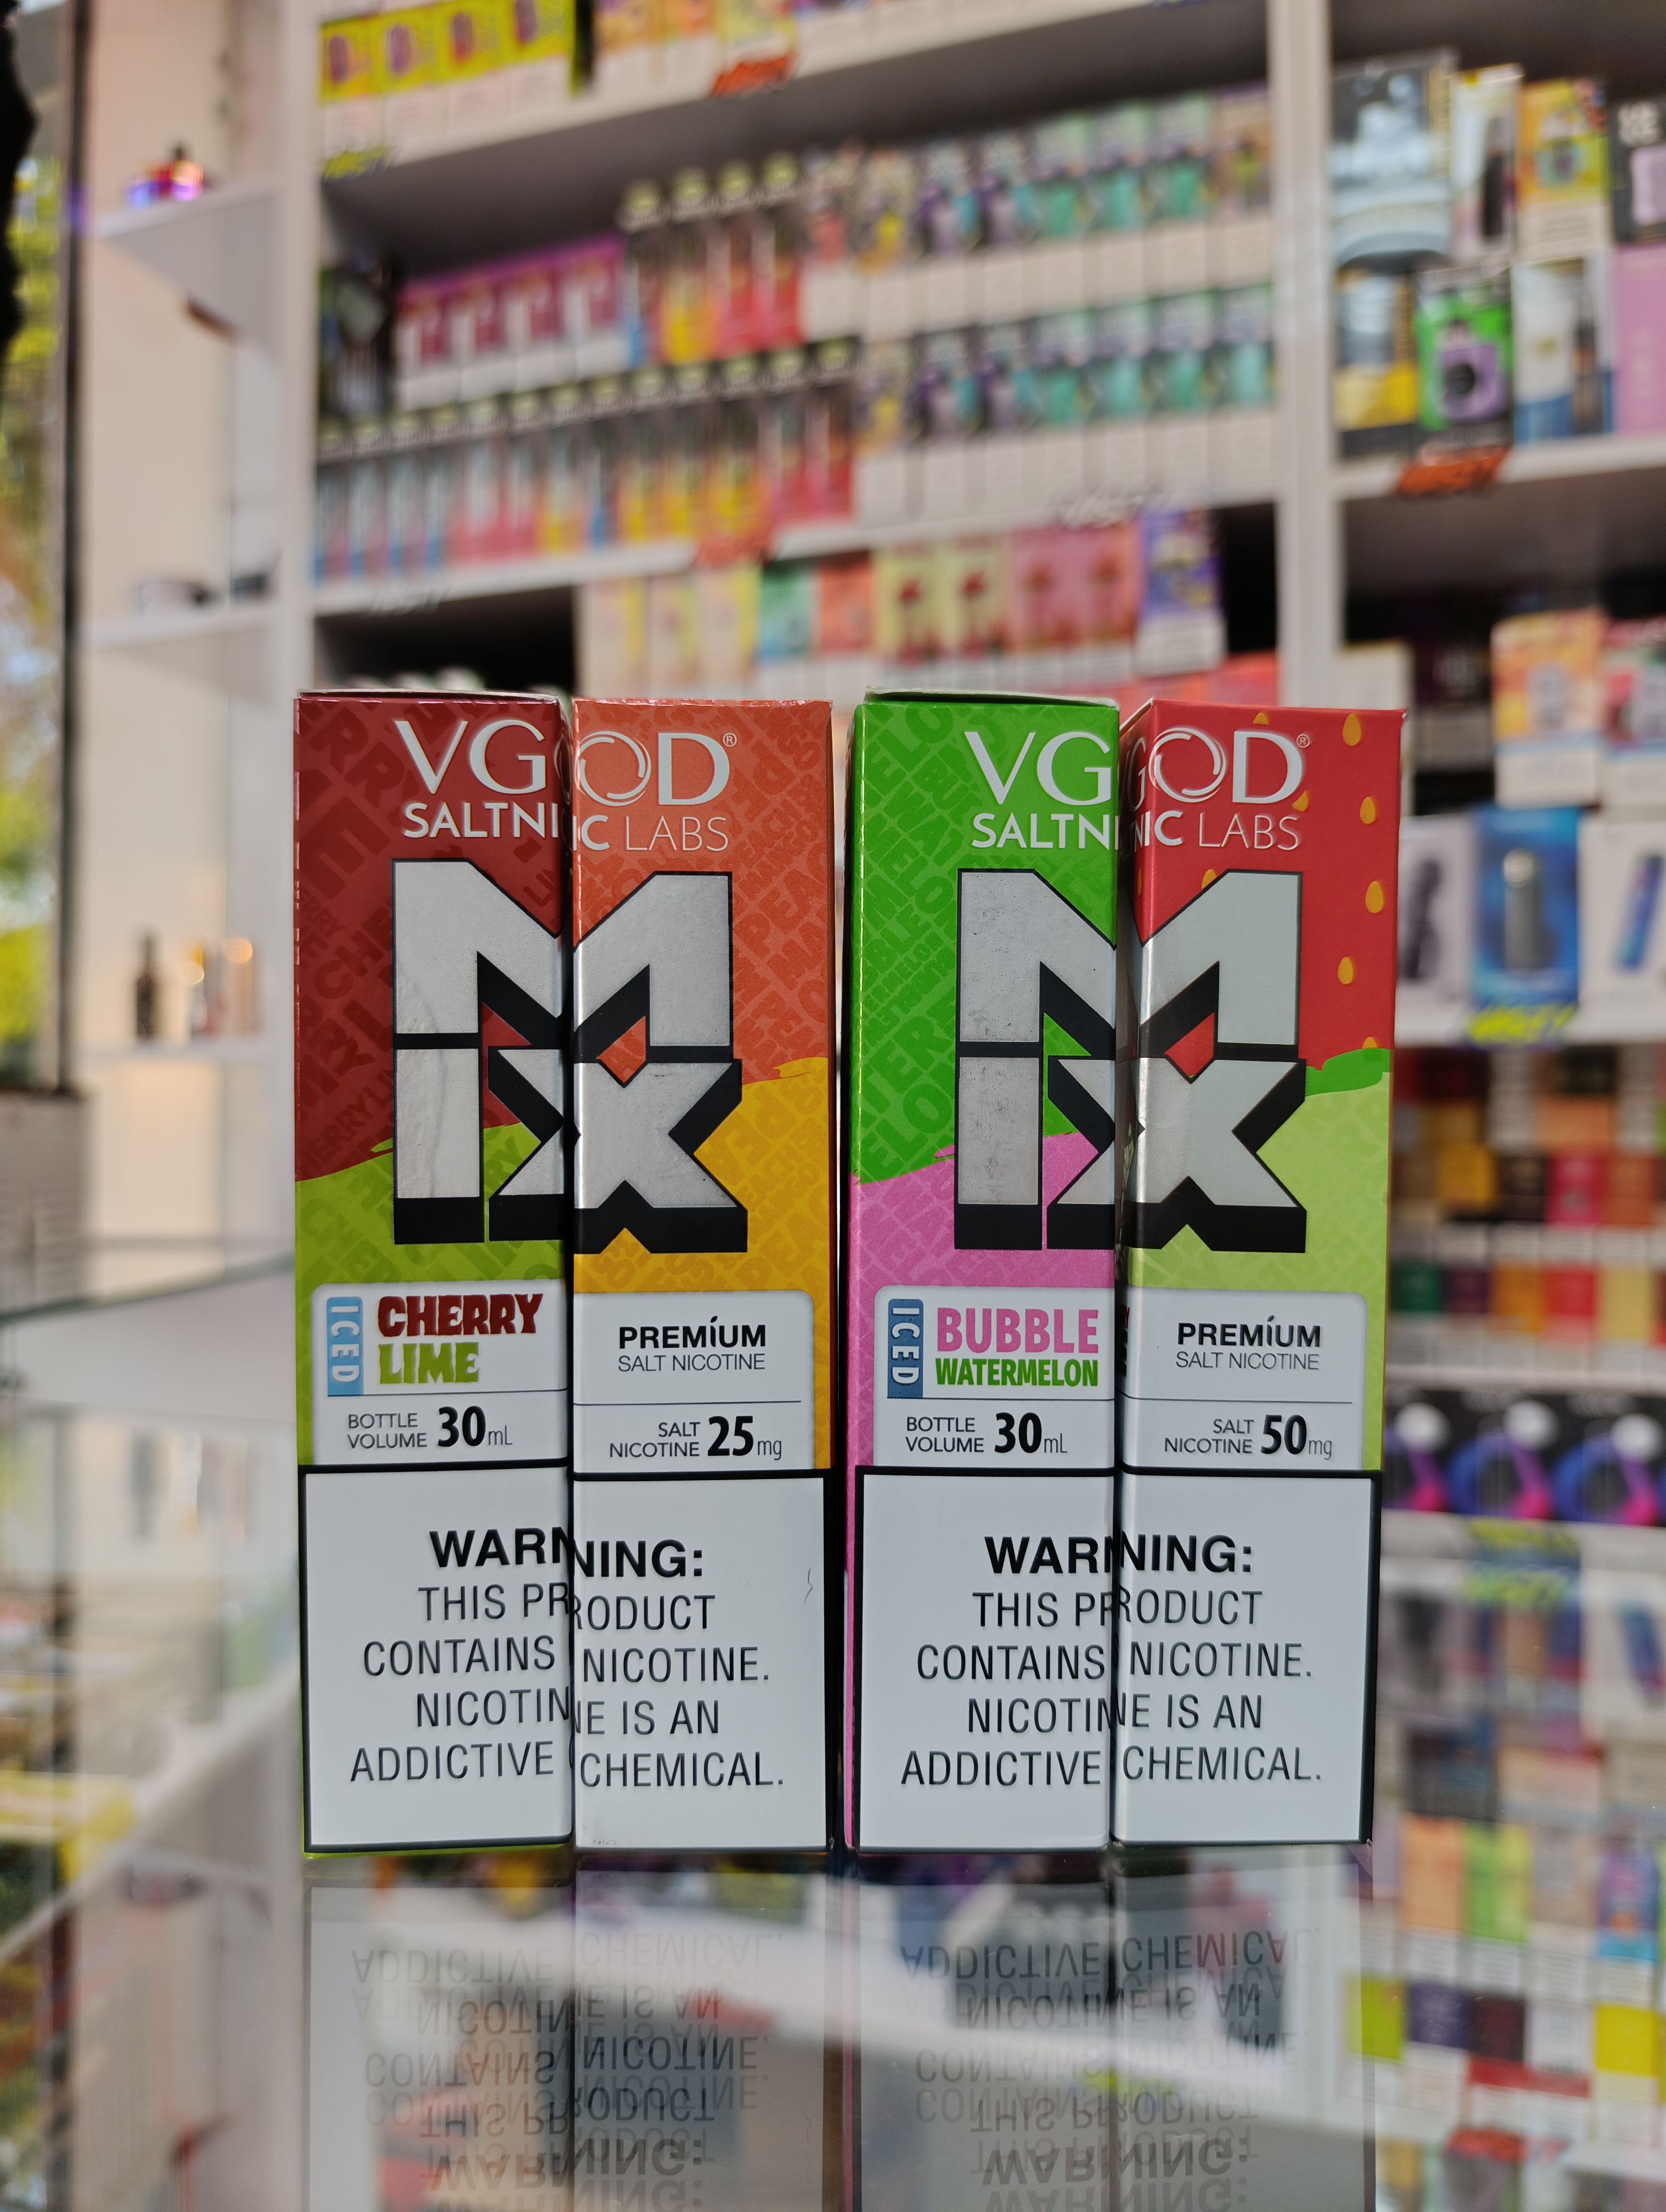 VGOD®
SALTNIC LABS
MIX
ICED
CHERRY
LIME
PREMIUM
SALT NICOTINE
BOTTLE
VOLUME 30mL
SALT
NICOTINE 25mg
WARNING:
THIS PRODUCT
CONTAINS NICOTINE.
NICOTINE IS AN
ADDICTIVE CHEMICAL.
VGOD®
SALTNIC LABS
MIX
ICED
BUBBLE
WATERMELON
PREMIUM
SALT NICOTINE
BOTTLE
VOLUME 30mL
SALT
NICOTINE 50mg
WARNING:
THIS PRODUCT
CONTAINS NICOTINE.
NICOTINE IS AN
ADDICTIVE CHEMICAL.